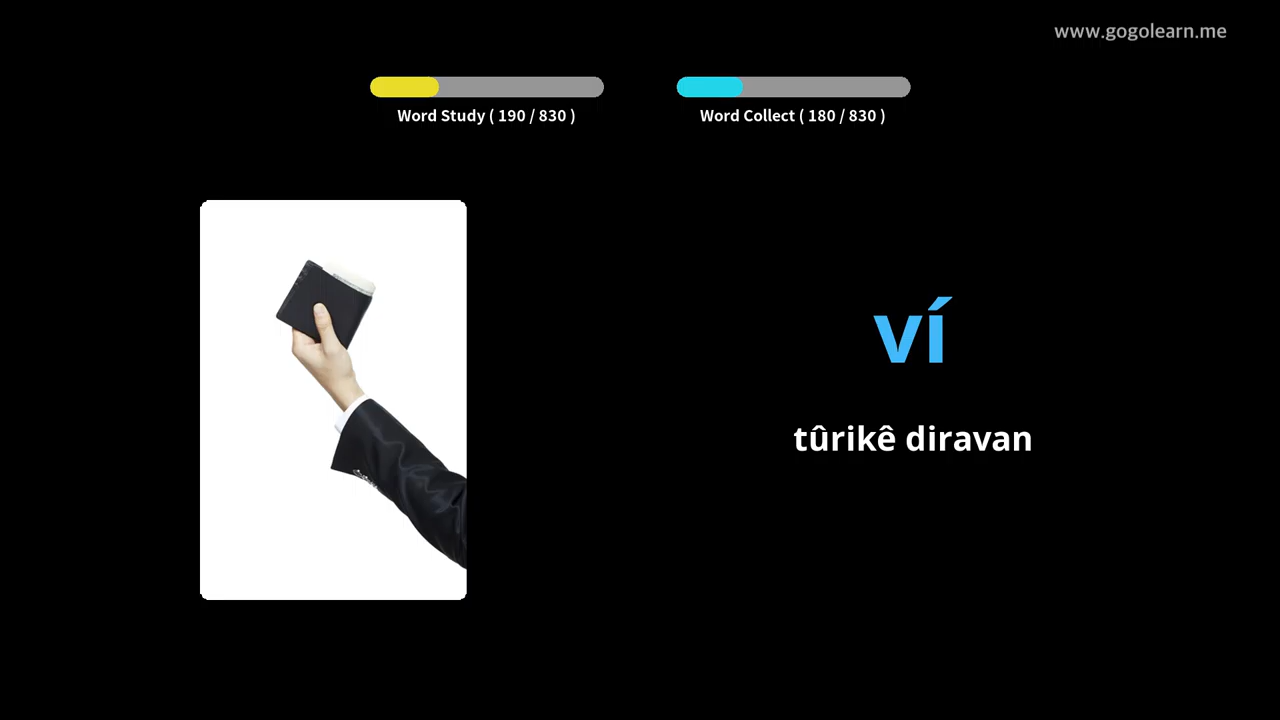 www.gogolearn.me
Word Study ( 190 / 830 )
Word Collect ( 180 / 830 )
ví
tûrikê diravan